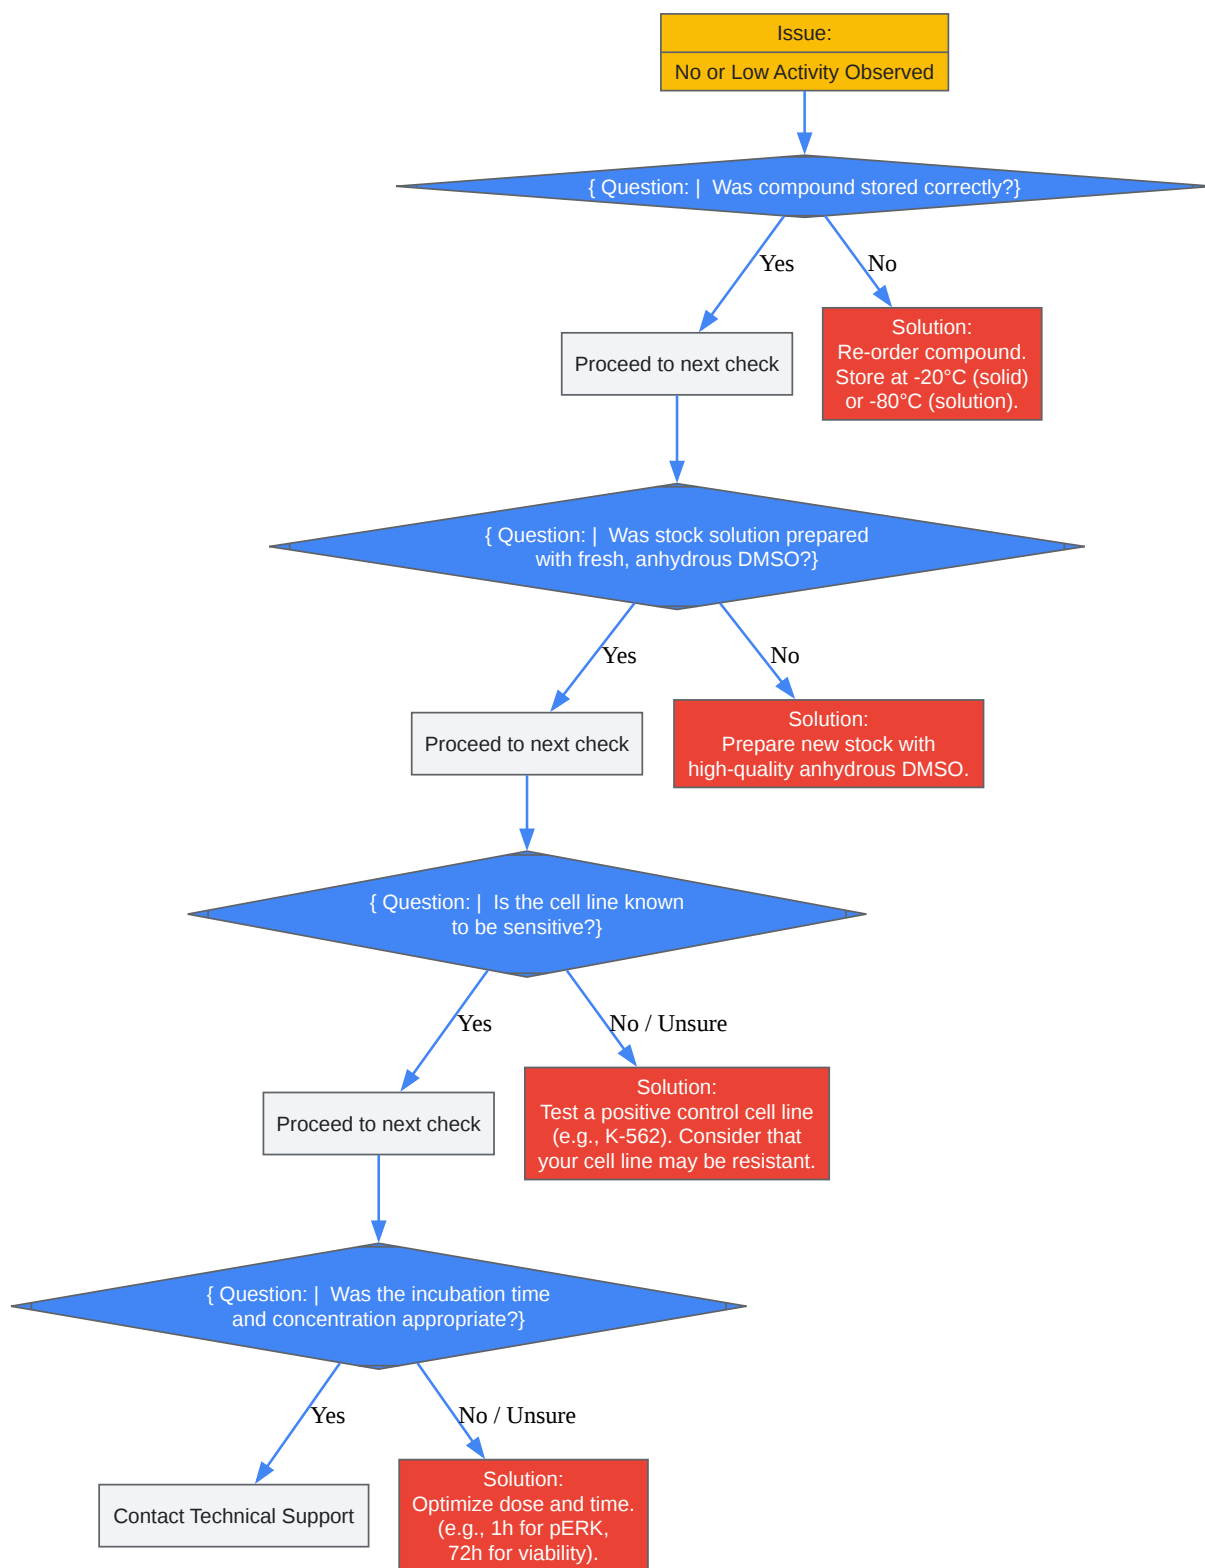 Issue:
No or Low Activity Observed
{ Question: |  Was compound stored correctly?}
Yes
No
Proceed to next check
Solution:
Re-order compound.
Store at -20°C (solid)
or -80°C (solution).
{ Question: |  Was stock solution prepared
with fresh, anhydrous DMSO?}
Yes
No
Proceed to next check
Solution:
Prepare new stock with
high-quality anhydrous DMSO.
{ Question: |  Is the cell line known
to be sensitive?}
Yes
No / Unsure
Proceed to next check
Solution:
Test a positive control cell line
(e.g., K-562). Consider that
your cell line may be resistant.
{ Question: |  Was the incubation time
and concentration appropriate?}
Yes
No / Unsure
Contact Technical Support
Solution:
Optimize dose and time.
(e.g., 1h for pERK,
72h for viability).